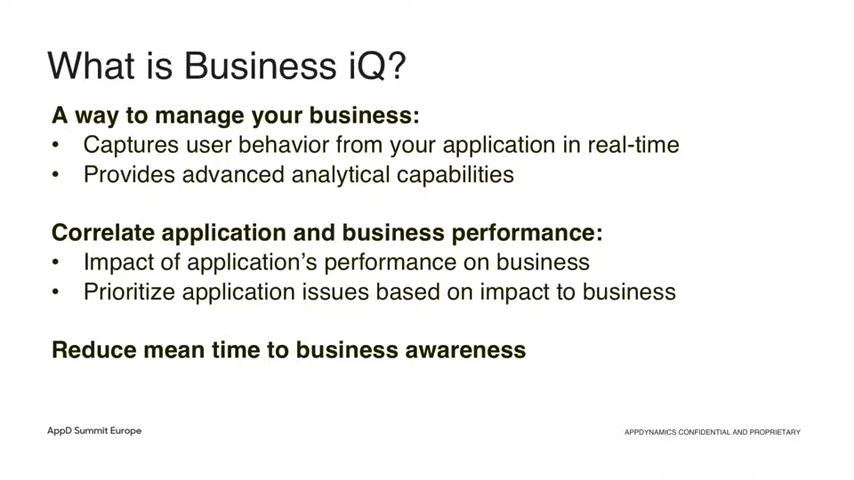 What is Business iQ?
A way to manage your business:
• Captures user behavior from your application in real-time
• Provides advanced analytical capabilities
Correlate application and business performance:
• Impact of application's performance on business
• Prioritize application issues based on impact to business
Reduce mean time to business awareness
AppD Summit Europe
APPDYNAMICS CONFIDENTIAL AND PROPRIETARY